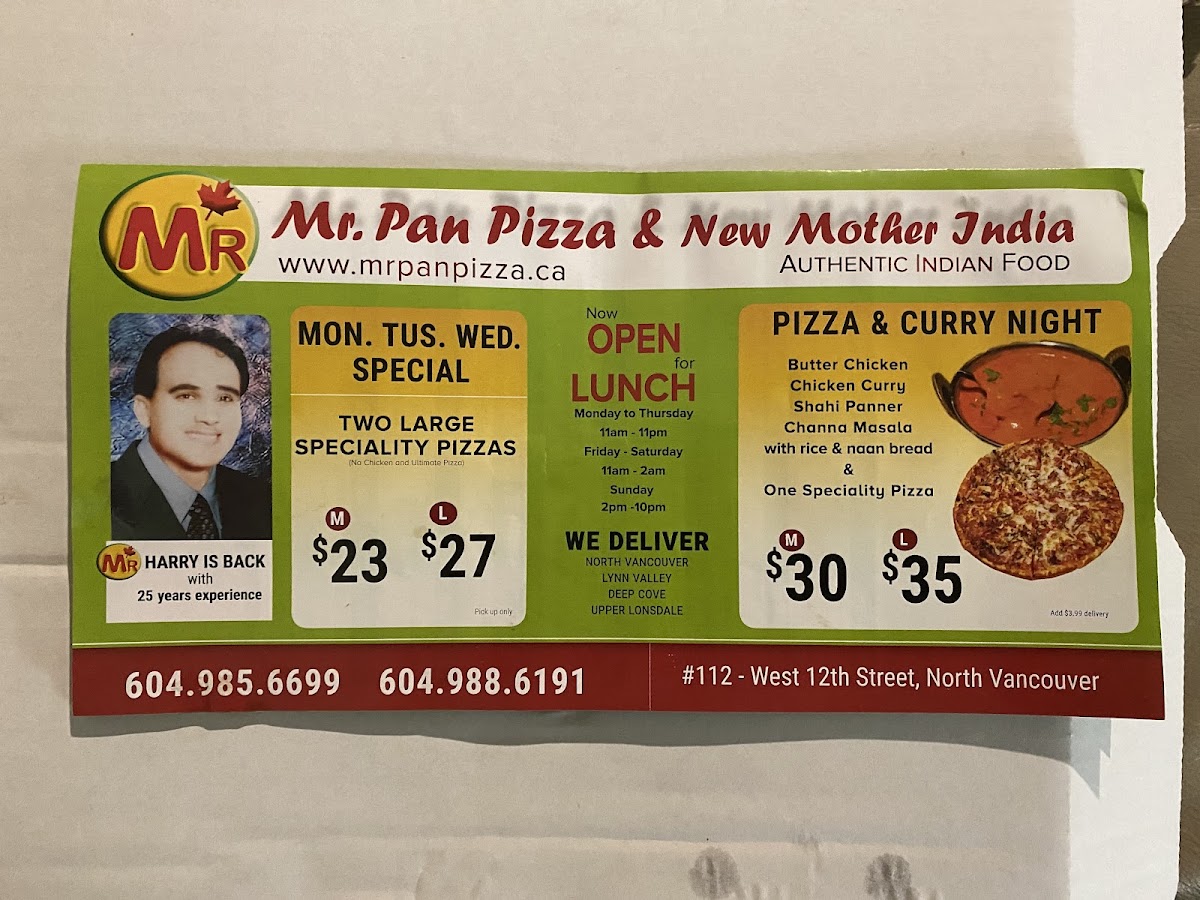 MR
Mr. Pan Pizza & New Mother India
www.mrpanpizza.ca
AUTHENTIC INDIAN FOOD
MR HARRY IS BACK
with
25 years experience
MON. TUS. WED.
SPECIAL
TWO LARGE
SPECIALITY PIZZAS
(No Chicken and Ultimate Pizza)
M
$23
L
$27
Pick up only
Now
OPEN
for
LUNCH
Monday to Thursday
11am - 11pm
Friday - Saturday
11am - 2am
Sunday
2pm -10pm
WE DELIVER
NORTH VANCOUVER
LYNN VALLEY
DEEP COVE
UPPER LONSDALE
PIZZA & CURRY NIGHT
Butter Chicken
Chicken Curry
Shahi Panner
Channa Masala
with rice & naan bread
&
One Speciality Pizza
M
$30
L
$35
Add $3.99 delivery
604.985.6699 604.988.6191
#112 - West 12th Street, North Vancouver